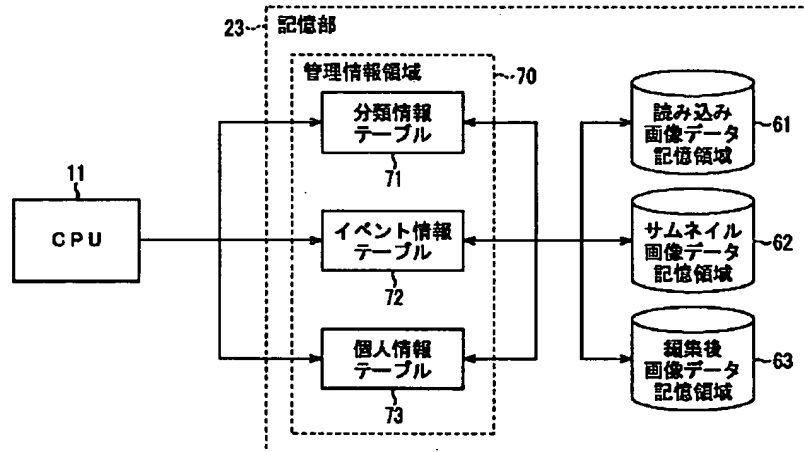 23
記憶部
管理情報領域
70
分類情報
テーブル
71
読み込み
画像データ
記憶領域
61
11
CPU
イベント情報
テーブル
72
サムネイル
画像データ
記憶領域
62
個人情報
テーブル
73
編集後
画像データ
記憶領域
63